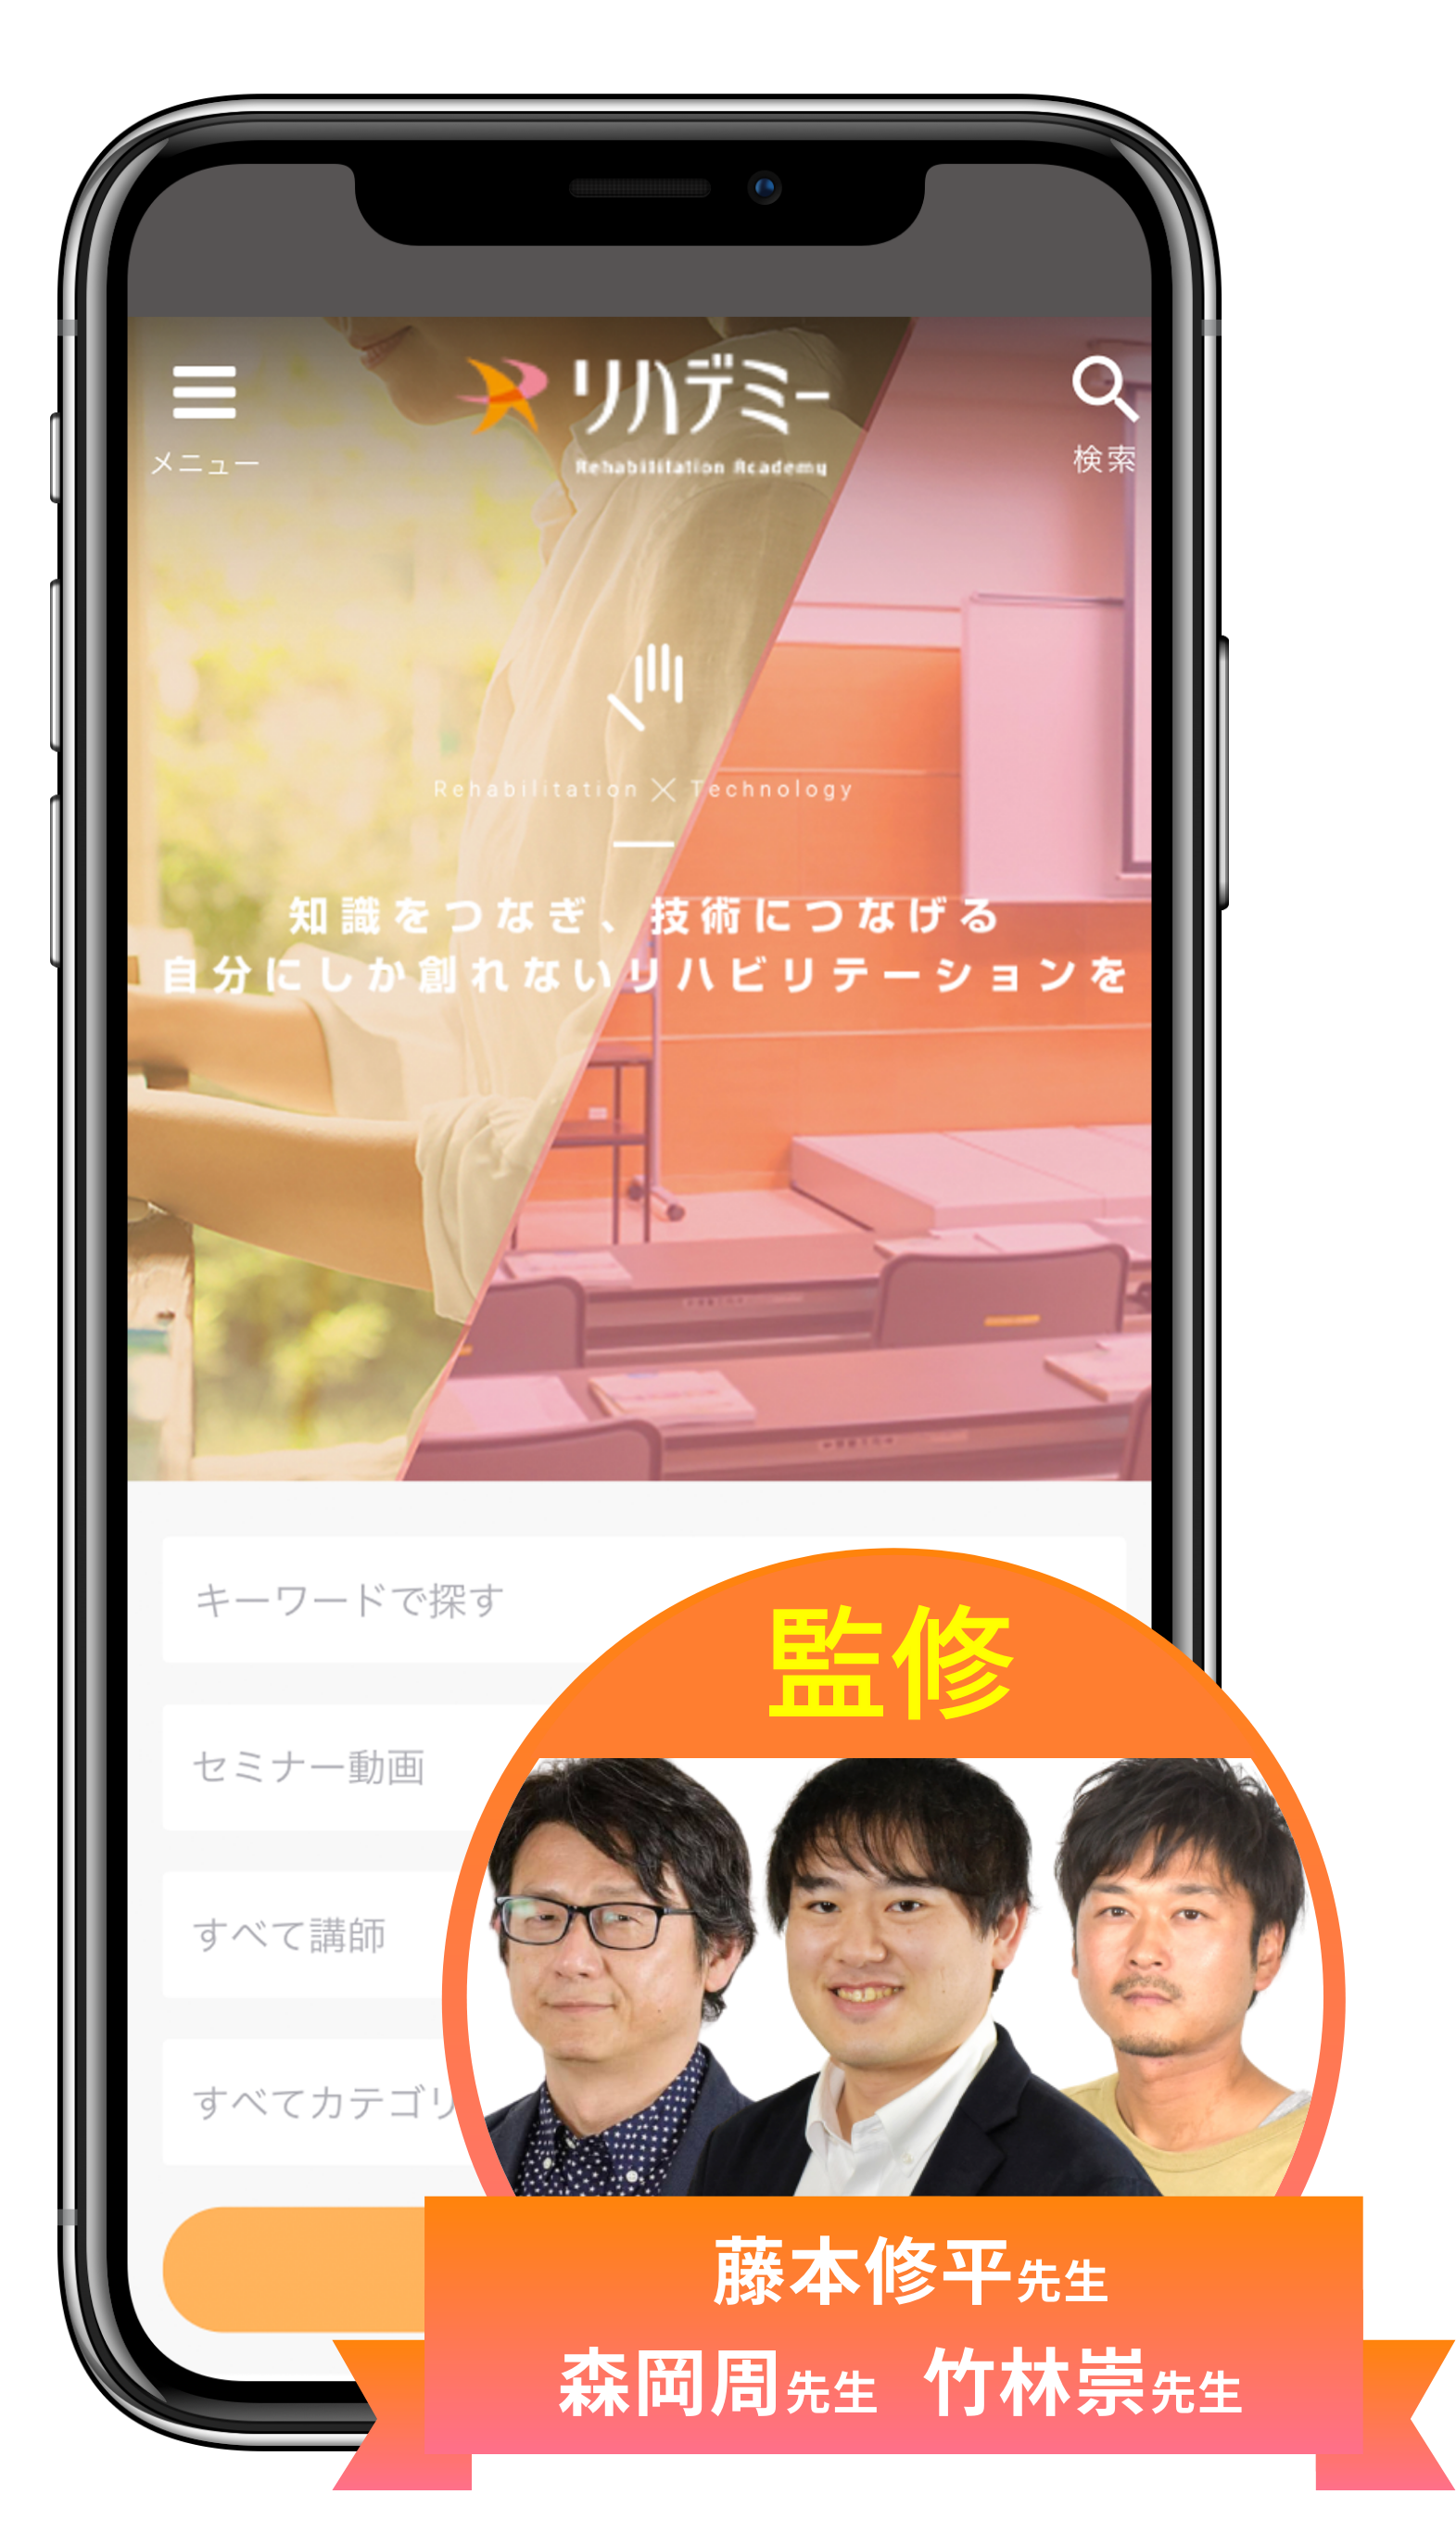 メニュー
リハデミー
Rehabilitation Academy
検索
Rehabilitation × Technology
知識をつなぎ、技術につなげる
自分にしか創れないリハビリテーションを
キーワードで探す
セミナー動画
すべて講師
すべてカテゴリ
監修
藤本修平先生
森岡周先生 竹林崇先生